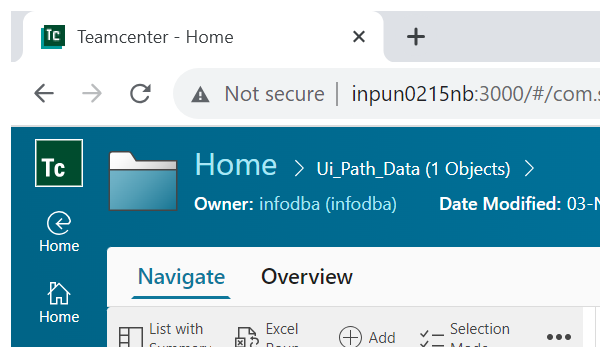 Tc Teamcenter - Home
Not secure inpun0215nb:3000/#/com.s
Tc
Home Ui_Path_Data (1 Objects)
Owner: infodba (infodba) Date Modified: 03-N
Home
Home
Navigate Overview
List with Summary
Excel
Add
Selection Mode